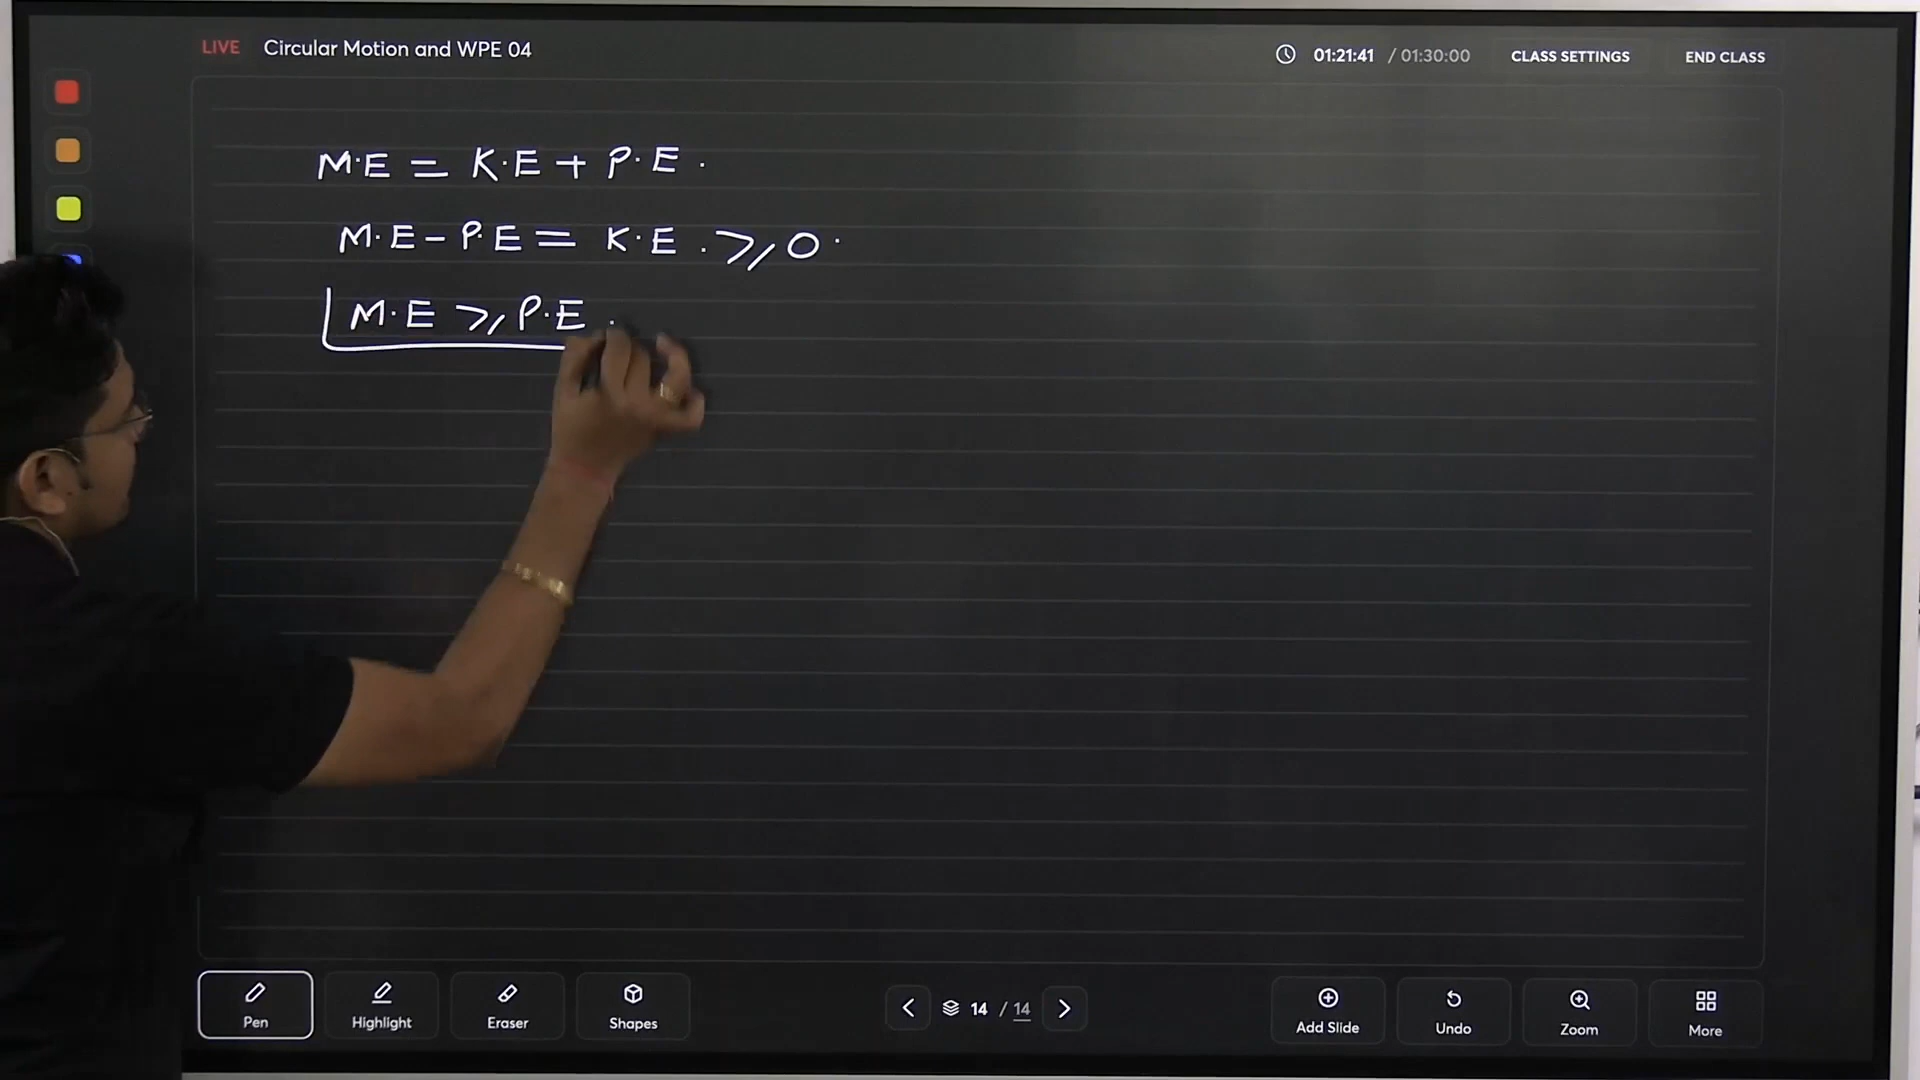 LIVE Circular Motion and WPE 04 01:21:41 / 01:30:00 CLASS SETTINGS END CLASS
M·E = K·E + P·E ·
M·E – P·E = K·E · ⩾ 0 ·
M·E ⩾ P·E ·
Pen Highlight Eraser Shapes 14 / 14 Add Slide Undo Zoom More